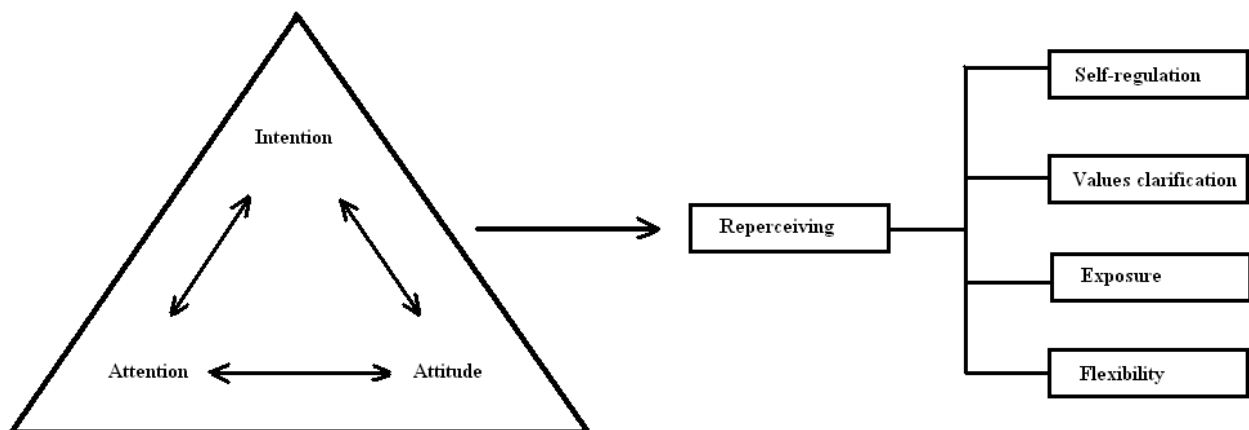 Intention
Attention
Attitude
Reperceiving
Self-regulation
Values clarification
Exposure
Flexibility